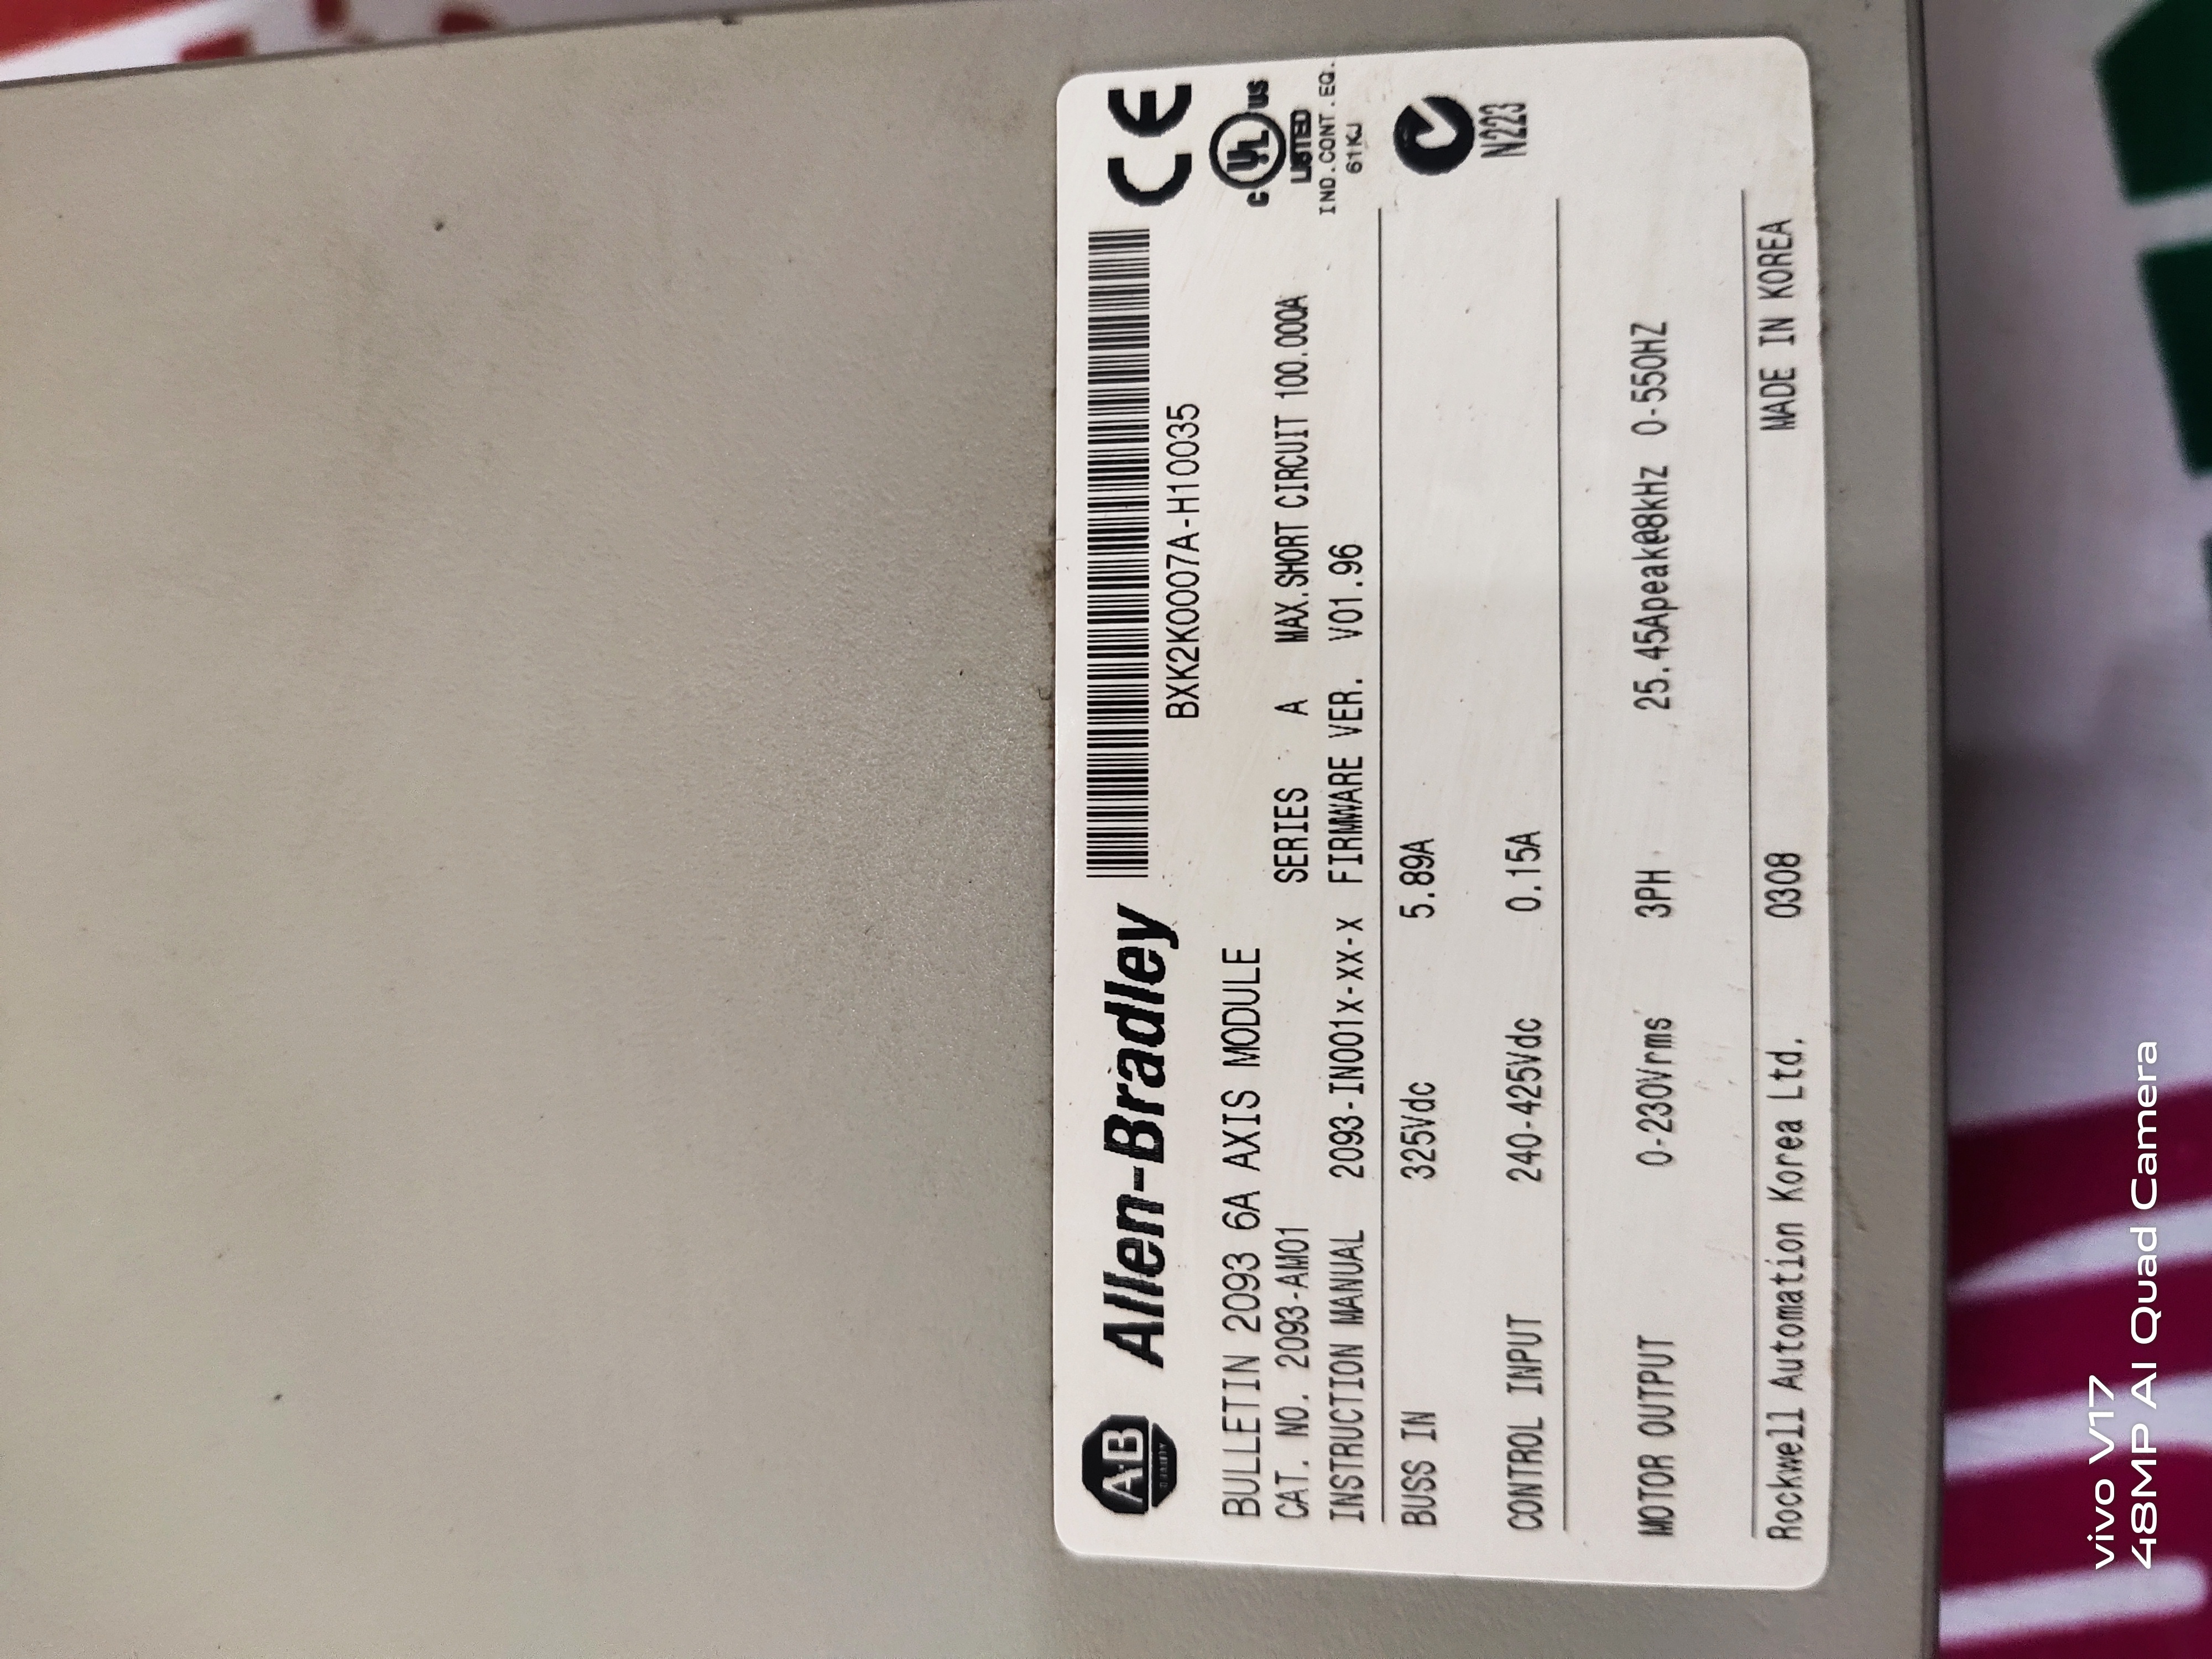 AB
Allen-Bradley
BXK2K0007A-H10035
BULLETIN 2093 6A AXIS MODULE
CAT. NO. 2093-AM01 SERIES A MAX.SHORT CIRCUIT 100.000A
INSTRUCTION MANUAL 2093-IN001x-XX-X FIRMWARE VER. V01.96
BUSS IN 325Vdc 5.89A
CONTROL INPUT 240-425Vdc 0.15A
MOTOR OUTPUT 0-230Vrms 3PH 25.45Apeak@8kHz 0-550HZ
Rockwell Automation Korea Ltd. 0308 MADE IN KOREA
CE
c UL us
LISTED
IND.CONT.EQ.
61KJ
N223
vivo V17
48MP AI Quad Camera